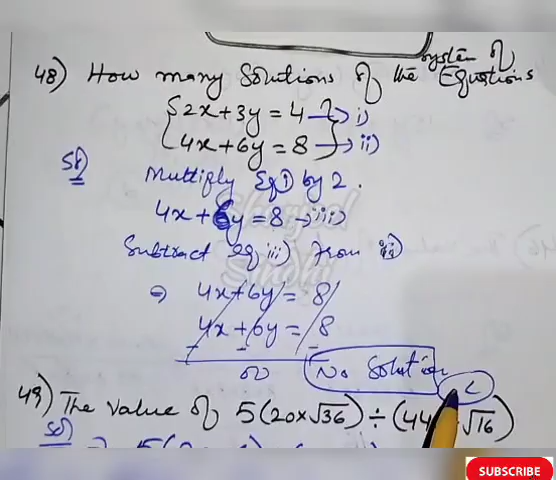 system of
48) How many Solutions of the Equations
{2x+3y = 4 → i)
{4x+6y = 8 → ii)
Sol)
Multiply Eq① by 2.
4x+6y = 8 → iii)
Subtract eq iii) from ii)
⇒ 4x+6y = 8
4x+6y = 8
- - -
or No Solution
49) The value of 5(20×√36) ÷ (44 √16)
SUBSCRIBE